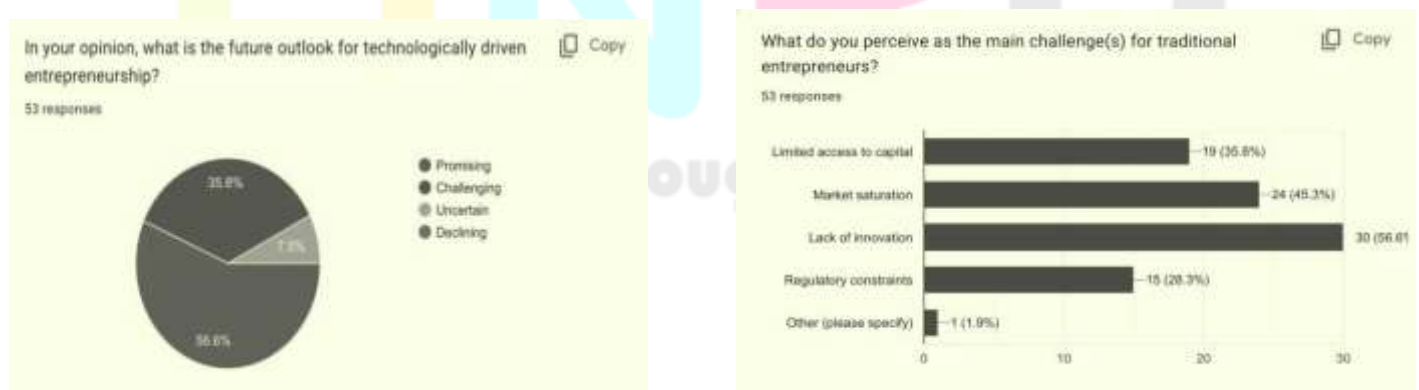 In your opinion, what is the future outlook for technologically driven
entrepreneurship?
Copy
53 responses
35.8%
7.5%
56.6%
Promising
Challenging
Uncertain
Declining
What do you perceive as the main challenge(s) for traditional
entrepreneurs?
Copy
53 responses
Limited access to capital
19 (35.8%)
Market saturation
24 (45.3%)
Lack of innovation
30 (56.6%
Regulatory constraints
15 (28.3%)
Other (please specify)
1 (1.9%)
0 10 20 30